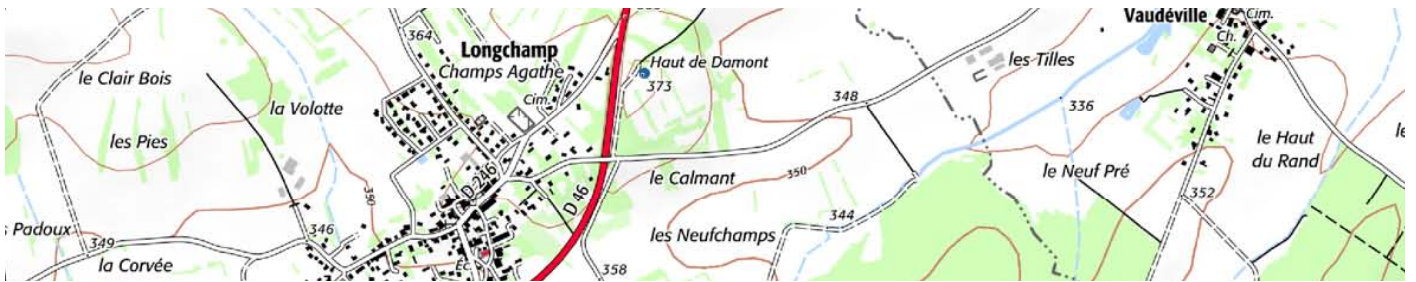 Vaudéville
Cim.
364
Longchamp
Champs Agathe
Haut de Damont
373
Ch.
les Tilles
le Clair Bois
la Volotte
Cim.
348
336
les Pies
le Haut
du Rand
D 246
350
le Calmant
350
le Neuf Pré
D 46
352
344
346
349
les Neufchamps
la Corvée
358
Padoux